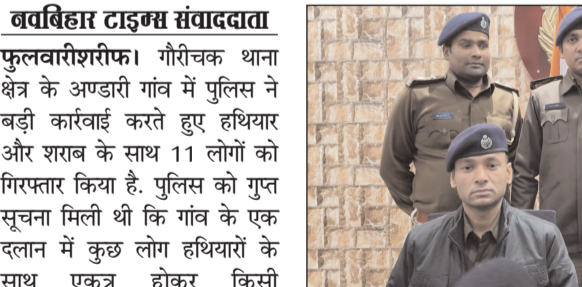 नवबिहार टाइम्स संवाददाता
फुलवारीशरीफ। गौरीचक थाना
क्षेत्र के अण्डारी गांव में पुलिस ने
बड़ी कार्रवाई करते हुए हथियार
और शराब के साथ 11 लोगों को
गिरफ्तार किया है. पुलिस को गुप्त
सूचना मिली थी कि गांव के एक
दलान में कुछ लोग हथियारों के
साथ एकत्र होकर किसी